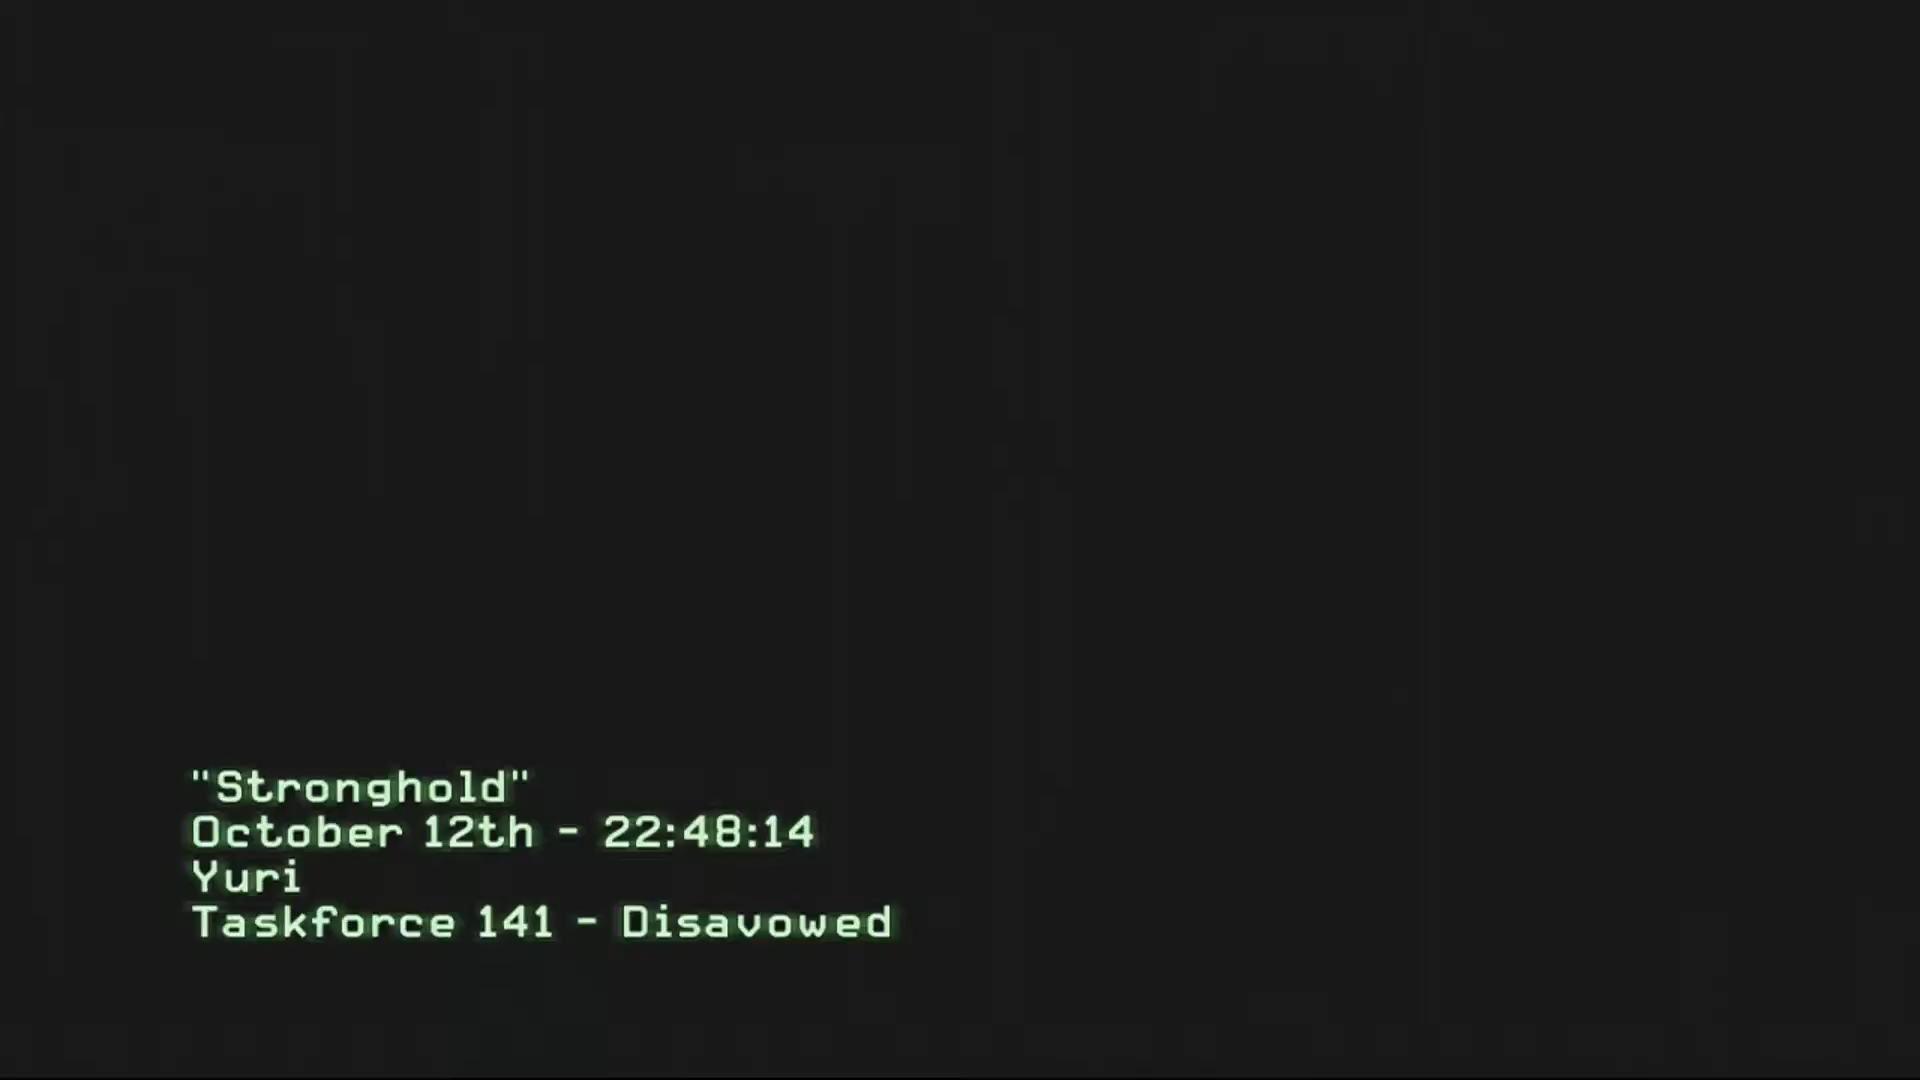 "Stronghold"
October 12th - 22:48:14
Yuri
Taskforce 141 - Disavowed